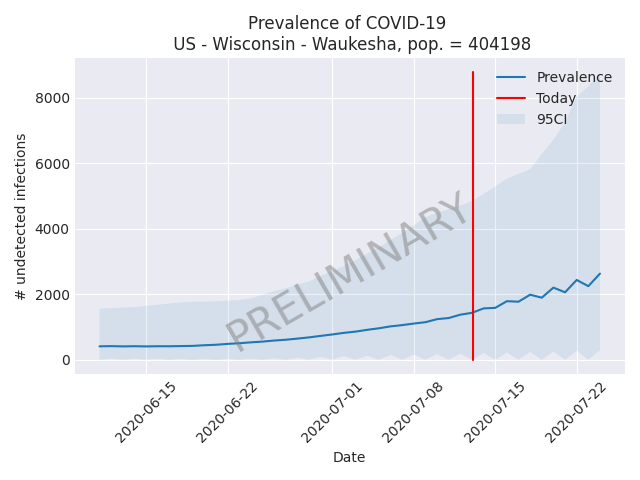 Prevalence of COVID-19
US - Wisconsin - Waukesha, pop. = 404198
Prevalence
Today
95CI
8000
6000
4000
2000
0
# undetected infections
PRELIMINARY
2020-06-15
2020-06-22
2020-07-01
2020-07-08
2020-07-15
2020-07-22
Date